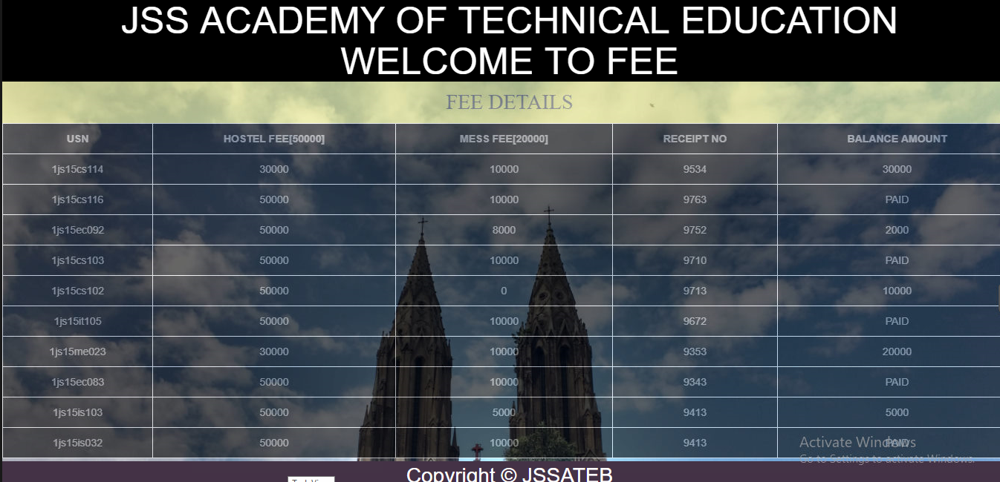 JSS ACADEMY OF TECHNICAL EDUCATION
WELCOME TO FEE
FEE DETAILS
USN HOSTEL FEE[50000] MESS FEE[20000] RECEIPT NO BALANCE AMOUNT
1js15cs114 30000 10000 9534 30000
1js15cs116 50000 10000 9763 PAID
1js15ec092 50000 8000 9752 2000
1js15cs103 50000 10000 9710 PAID
1js15cs102 50000 0 9713 10000
1js15it105 50000 10000 9672 PAID
1js15me023 30000 10000 9353 20000
1js15ec083 50000 10000 9343 PAID
1js15is103 50000 5000 9413 5000
1js15is032 50000 10000 9413 PAID
Activate Windows
Go to Settings to activate Windows.
Copyright © JSSATEB